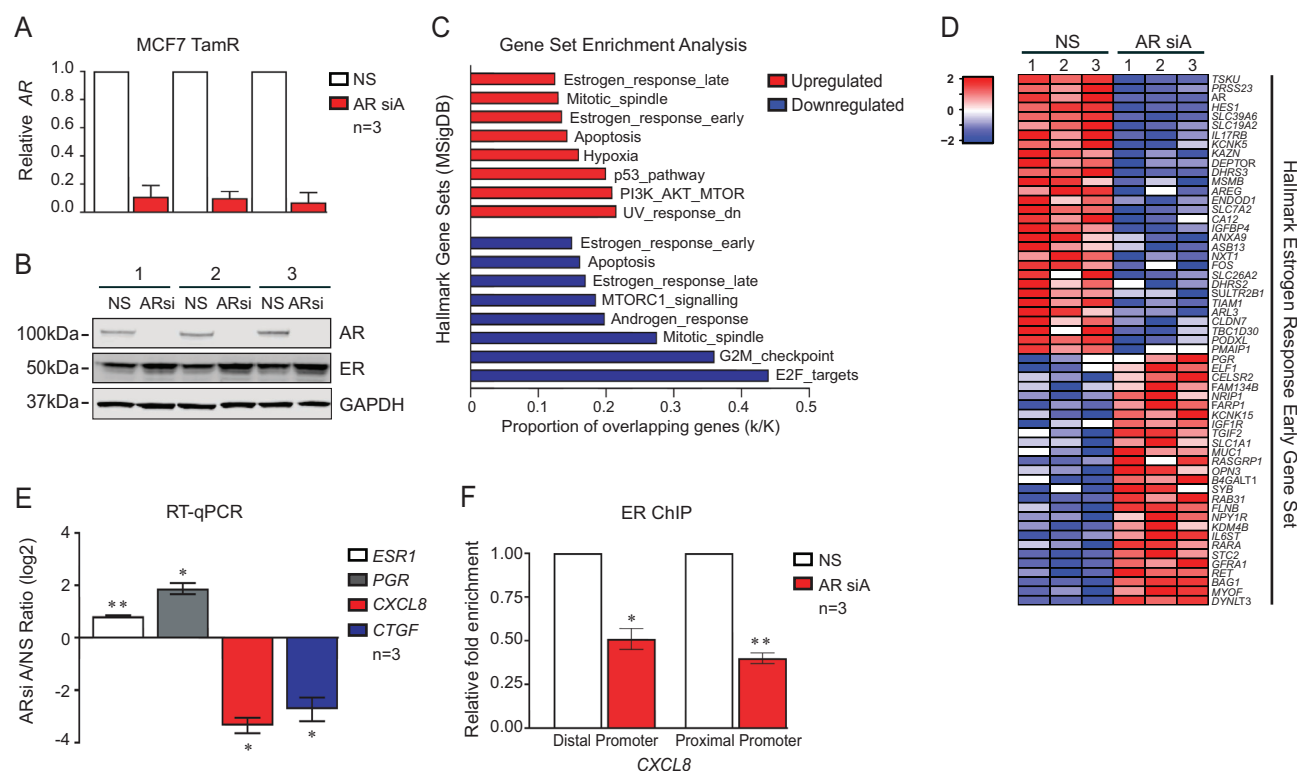 A
MCF7 TamR
Relative AR
1.0
0.8
0.6
0.4
0.2
0.0
NS
AR siA
n=3
B
1 2 3
NS ARsi NS ARsi NS ARsi
100kDa AR
50kDa ER
37kDa GAPDH
C
Gene Set Enrichment Analysis
Hallmark Gene Sets (MSigDB)
Upregulated
Downregulated
Estrogen_response_late
Mitotic_spindle
Estrogen_response_early
Apoptosis
Hypoxia
p53_pathway
PI3K_AKT_MTOR
UV_response_dn
Estrogen_response_early
Apoptosis
Estrogen_response_late
MTORC1_signalling
Androgen_response
Mitotic_spindle
G2M_checkpoint
E2F_targets
0 0.1 0.2 0.3 0.4 0.5
Proportion of overlapping genes (k/K)
D
NS AR siA
1 2 3 1 2 3
2
0
−2
TSKU
PRSS23
AR
HES1
SLC39A6
SLC19A2
IL17RB
KCNK5
KAZN
DEPTOR
DHRS3
MSMB
AREG
ENDOD1
SLC7A2
CA12
IGFBP4
ANXA9
ASB13
NXT1
FOS
SLC26A2
DHRS2
SULTR2B1
TIAM1
ARL3
CLDN7
TBC1D30
PODXL
PMAIP1
PGR
ELF1
CELSR2
FAM134B
NRIP1
FARP1
KCNK15
IGF1R
TGIF2
SLC1A1
MUC1
RASGRP1
OPN3
B4GALT1
SYB
RAB31
FLNB
NPY1R
KDM4B
IL6ST
RARA
STC2
GFRA1
RET
BAG1
MYOF
DYNLT3
Hallmark Estrogen Response Early Gene Set
E
RT-qPCR
ARsi A/NS Ratio (log2)
4
2
0
-2
-4
**
*
*
*
ESR1
PGR
CXCL8
CTGF
n=3
F
ER ChIP
Relative fold enrichment
1.00
0.75
0.50
0.25
0.00
*
**
NS
AR siA
n=3
Distal Promoter Proximal Promoter
CXCL8